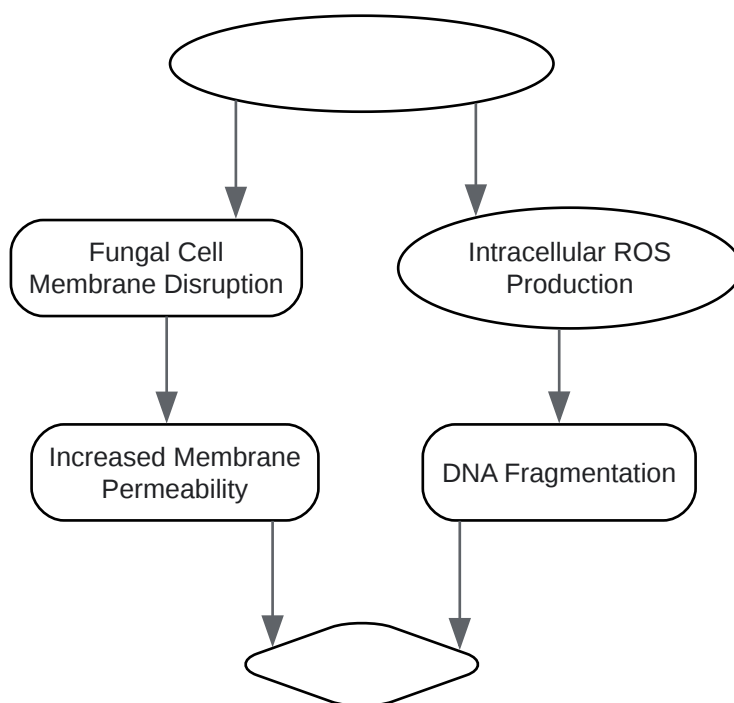 Fungal Cell
Membrane Disruption
Intracellular ROS
Production
Increased Membrane
Permeability
DNA Fragmentation